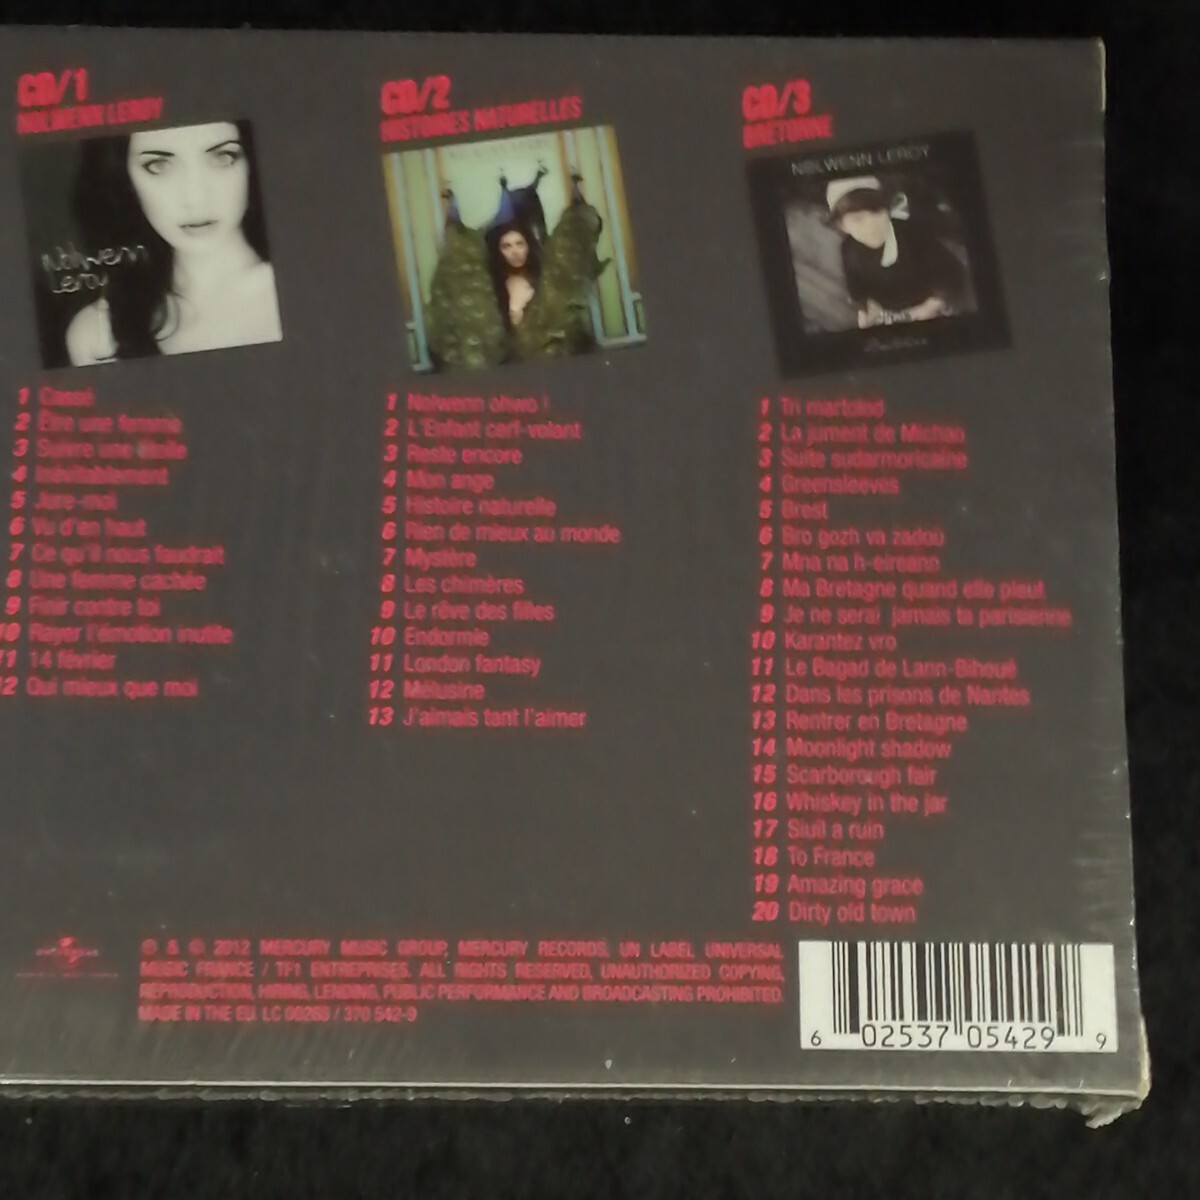 CD/1
NOLWENN LEROY
Nolwenn
Leroy
1 Cassé
2 Être une femme
3 Suivre une étoile
4 Inévitablement
5 Jure-moi
6 Vu d'en haut
7 Ce qu'il nous faudrait
8 Une femme cachée
9 Finir contre toi
10 Rayer l'émotion inutile
11 14 février
12 Qui mieux que moi
CD/2
HISTOIRES NATURELLES
1 Nolwenn ohwo !
2 L'Enfant cerf-volant
3 Reste encore
4 Mon ange
5 Histoire naturelle
6 Rien de mieux au monde
7 Mystère
8 Les chimères
9 Le rêve des filles
10 Endormie
11 London fantasy
12 Mélusine
13 J'aimais tant l'aimer
CD/3
BRETONNE
NOLWENN LEROY
Bretonne
1 Tri martolod
2 La jument de Michao
3 Suite sudarmoricaine
4 Greensleeves
5 Brest
6 Bro gozh va zadoù
7 Mna na h-eireann
8 Ma Bretagne quand elle pleut
9 Je ne serai jamais ta parisienne
10 Karantez vro
11 Le Bagad de Lann-Bihoué
12 Dans les prisons de Nantes
13 Rentrer en Bretagne
14 Moonlight shadow
15 Scarborough fair
16 Whiskey in the jar
17 Siuil a ruin
18 To France
19 Amazing grace
20 Dirty old town
℗ & © 2012 MERCURY MUSIC GROUP, MERCURY RECORDS, UN LABEL UNIVERSAL
MUSIC FRANCE / TF1 ENTREPRISES. ALL RIGHTS RESERVED, UNAUTHORIZED COPYING,
REPRODUCTION, HIRING, LENDING, PUBLIC PERFORMANCE AND BROADCASTING PROHIBITED.
MADE IN THE EU. LC 00268 / 370 542-9
6 02537 05429 9